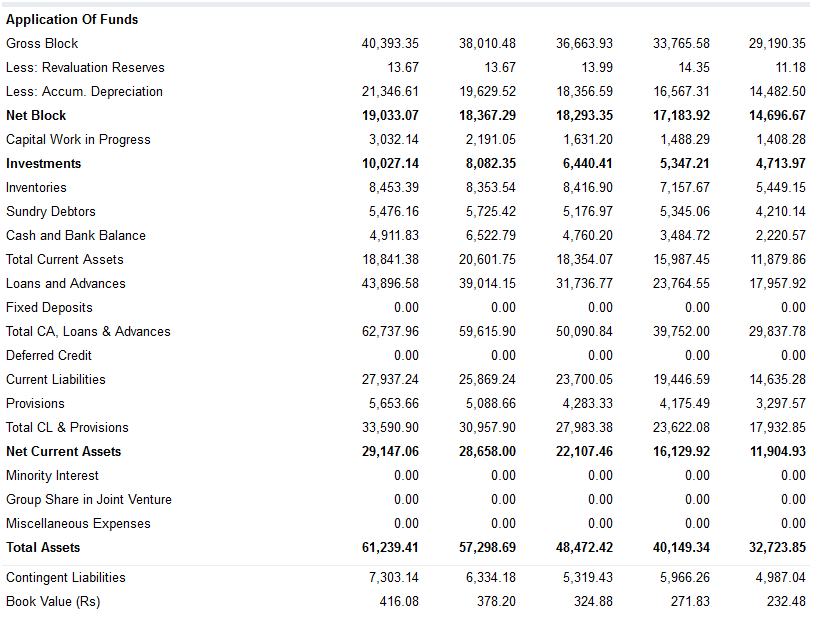 Application Of Funds
Gross Block 40,393.35 38,010.48 36,663.93 33,765.58 29,190.35
Less: Revaluation Reserves 13.67 13.67 13.99 14.35 11.18
Less: Accum. Depreciation 21,346.61 19,629.52 18,356.59 16,567.31 14,482.50
Net Block 19,033.07 18,367.29 18,293.35 17,183.92 14,696.67
Capital Work in Progress 3,032.14 2,191.05 1,631.20 1,488.29 1,408.28
Investments 10,027.14 8,082.35 6,440.41 5,347.21 4,713.97
Inventories 8,453.39 8,353.54 8,416.90 7,157.67 5,449.15
Sundry Debtors 5,476.16 5,725.42 5,176.97 5,345.06 4,210.14
Cash and Bank Balance 4,911.83 6,522.79 4,760.20 3,484.72 2,220.57
Total Current Assets 18,841.38 20,601.75 18,354.07 15,987.45 11,879.86
Loans and Advances 43,896.58 39,014.15 31,736.77 23,764.55 17,957.92
Fixed Deposits 0.00 0.00 0.00 0.00 0.00
Total CA, Loans & Advances 62,737.96 59,615.90 50,090.84 39,752.00 29,837.78
Deferred Credit 0.00 0.00 0.00 0.00 0.00
Current Liabilities 27,937.24 25,869.24 23,700.05 19,446.59 14,635.28
Provisions 5,653.66 5,088.66 4,283.33 4,175.49 3,297.57
Total CL & Provisions 33,590.90 30,957.90 27,983.38 23,622.08 17,932.85
Net Current Assets 29,147.06 28,658.00 22,107.46 16,129.92 11,904.93
Minority Interest 0.00 0.00 0.00 0.00 0.00
Group Share in Joint Venture 0.00 0.00 0.00 0.00 0.00
Miscellaneous Expenses 0.00 0.00 0.00 0.00 0.00
Total Assets 61,239.41 57,298.69 48,472.42 40,149.34 32,723.85
Contingent Liabilities 7,303.14 6,334.18 5,319.43 5,966.26 4,987.04
Book Value (Rs) 416.08 378.20 324.88 271.83 232.48